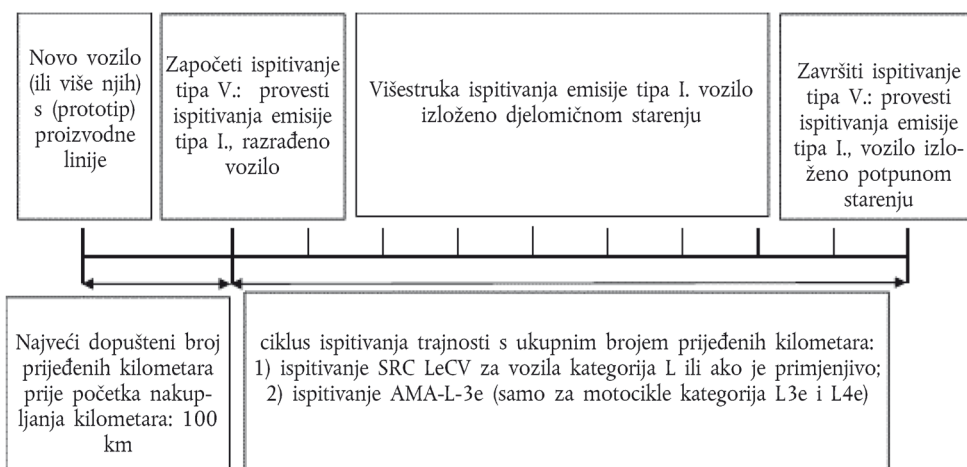 Novo vozilo
(ili više njih)
s (prototip)
proizvodne
linije
Započeti ispitivanje
tipa V.: provesti
ispitivanja emisije
tipa I., razrađeno
vozilo
Višestruka ispitivanja emisije tipa I. vozilo
izloženo djelomičnom starenju
Završiti ispitivanje
tipa V.: provesti
ispitivanja emisije
tipa I., vozilo izlo-
ženo potpunom
starenju
Najveći dopušteni broj
prijeđenih kilometara
prije početka nakup-
ljanja kilometara: 100
km
ciklus ispitivanja trajnosti s ukupnim brojem prijeđenih kilometara:
1) ispitivanje SRC LeCV za vozila kategorija L ili ako je primjenjivo;
2) ispitivanje AMA-L-3e (samo za motocikle kategorija L3e i L4e)